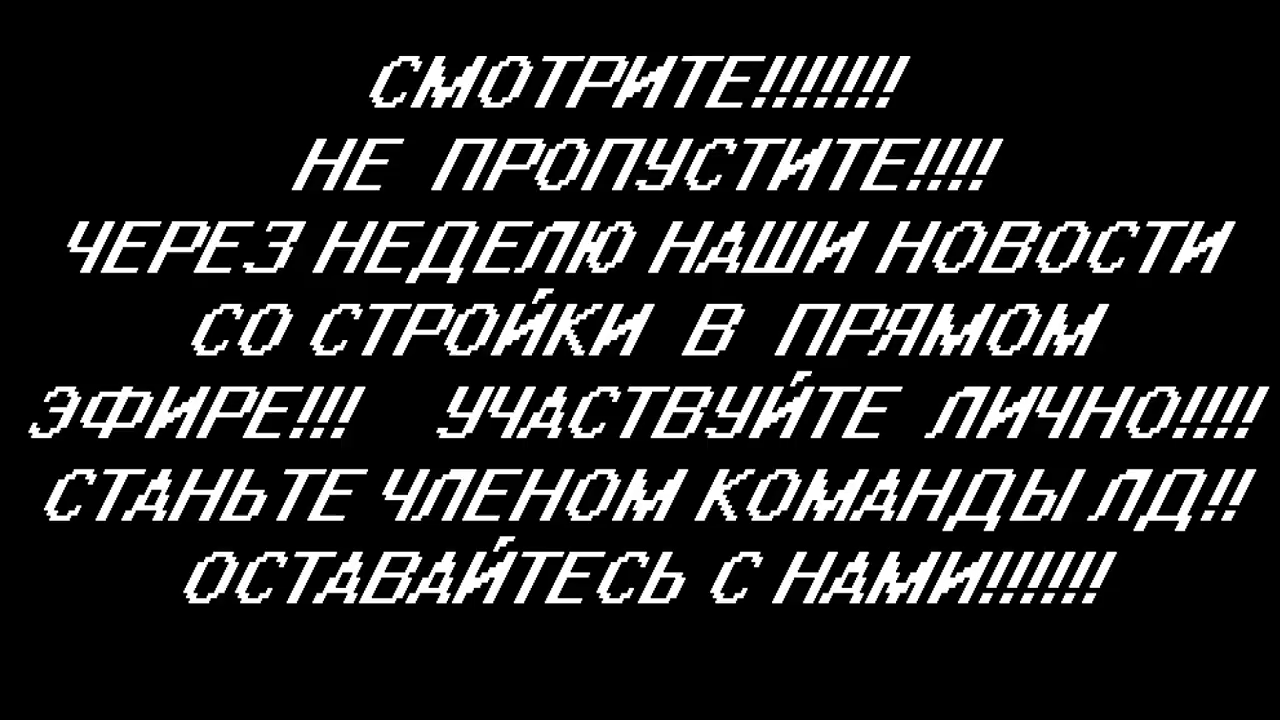 СМОТРИТЕ!!!!!!!
НЕ ПРОПУСТИТЕ!!!!
ЧЕРЕЗ НЕДЕЛЮ НАШИ НОВОСТИ
СО СТРОЙКИ В ПРЯМОМ
ЭФИРЕ!!! УЧАСТВУЙТЕ ЛИЧНО!!!!
СТАНЬТЕ ЧЛЕНОМ КОМАНДЫ ЛД!!
ОСТАВАЙТЕСЬ С НАМИ!!!!!!